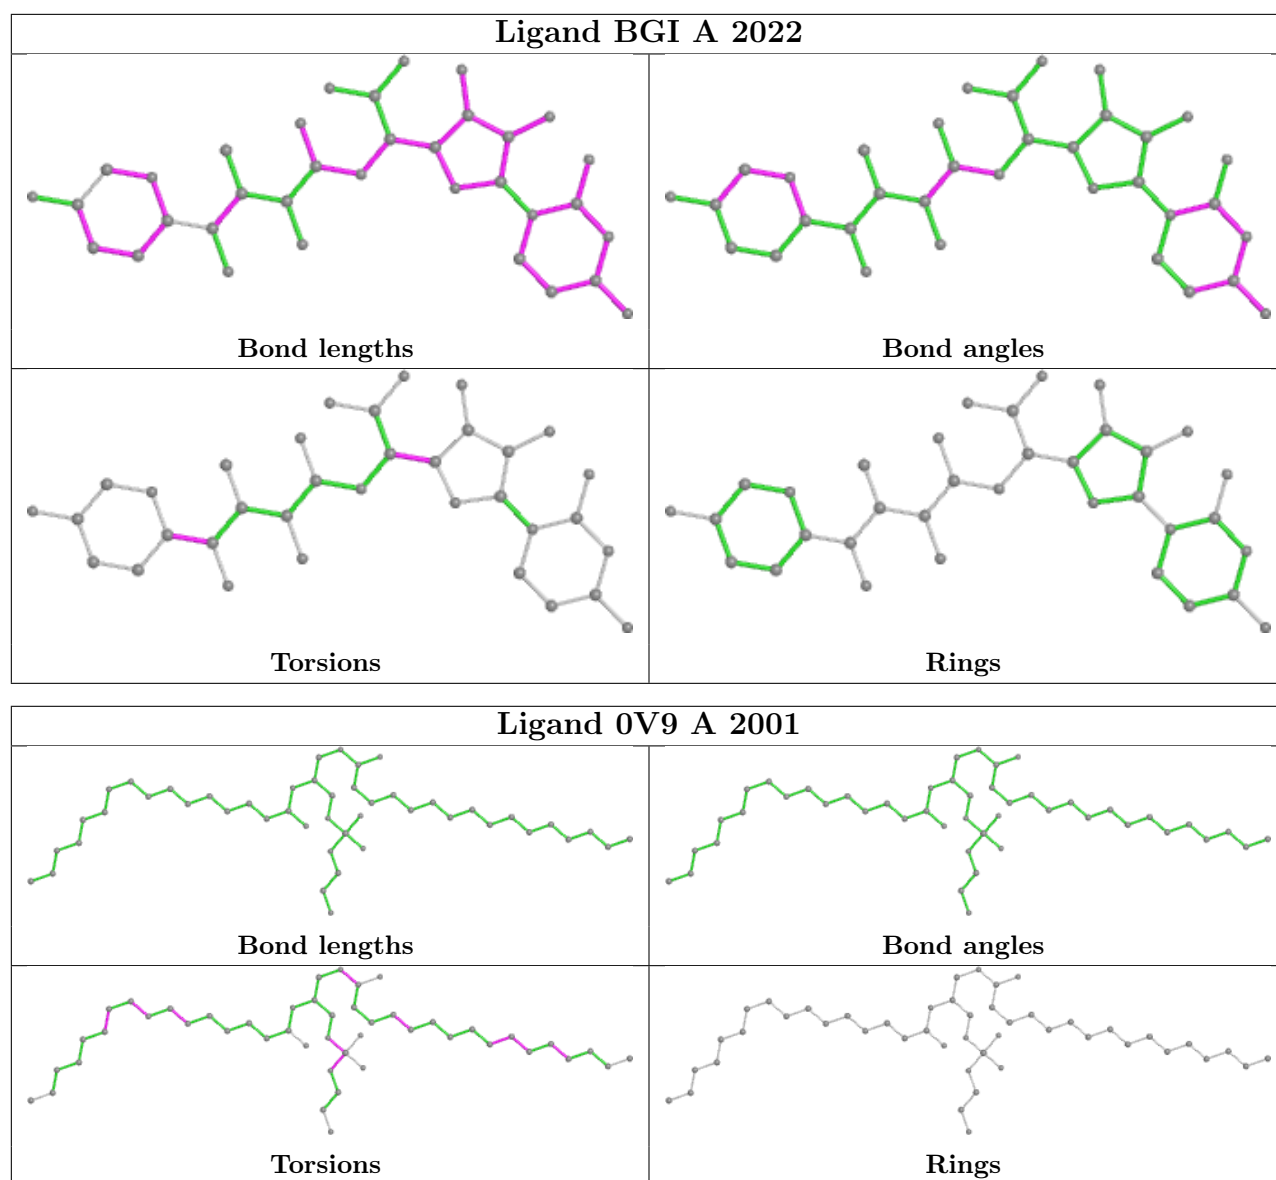 Ligand BGI A 2022
Bond lengths
Bond angles
Torsions
Rings
Ligand 0V9 A 2001
Bond lengths
Bond angles
Torsions
Rings